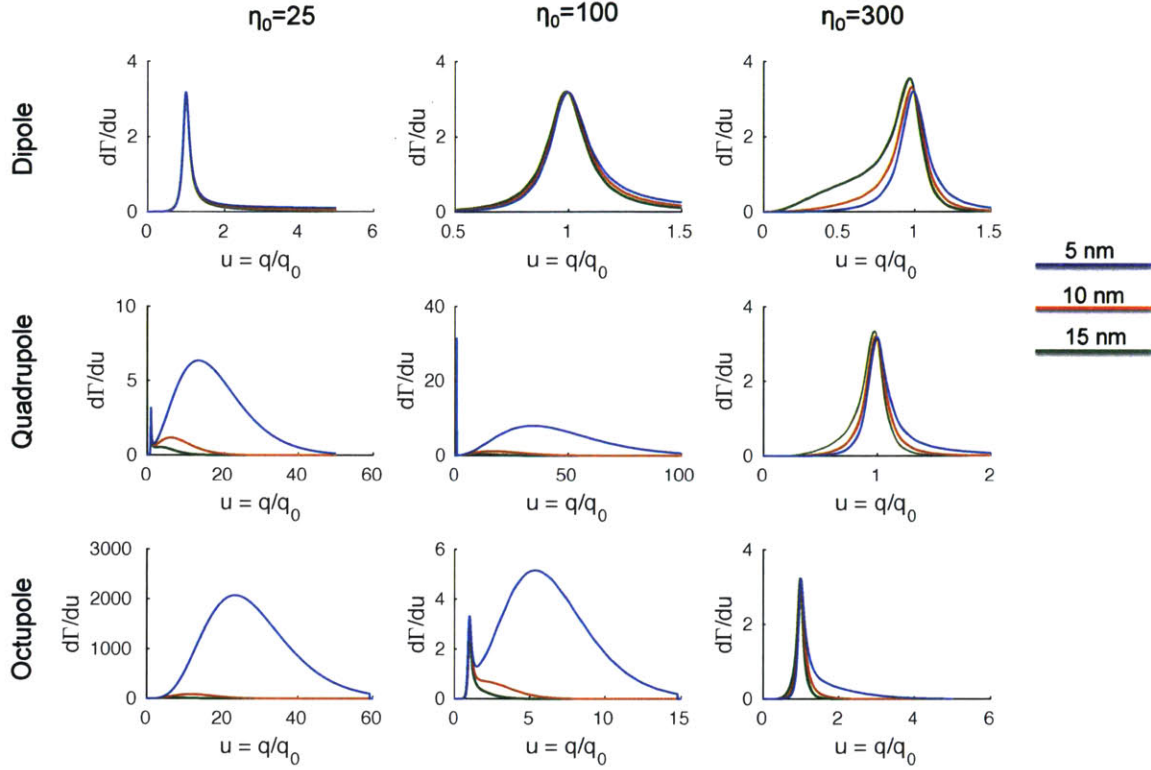 η₀=25 η₀=100 η₀=300
Dipole
dΓ/du
4
2
0
0 2 4 6
u = q/q₀
dΓ/du
4
2
0
0.5 1 1.5
u = q/q₀
dΓ/du
4
2
0
0 0.5 1 1.5
u = q/q₀
5 nm
10 nm
15 nm
Quadrupole
dΓ/du
10
5
0
0 20 40 60
u = q/q₀
dΓ/du
40
20
0
50 100
u = q/q₀
dΓ/du
4
2
0
0 1 2
u = q/q₀
Octupole
dΓ/du
3000
2000
1000
0
0 20 40 60
u = q/q₀
dΓ/du
6
4
2
0
0 5 10 15
u = q/q₀
dΓ/du
4
2
0
0 2 4 6
u = q/q₀